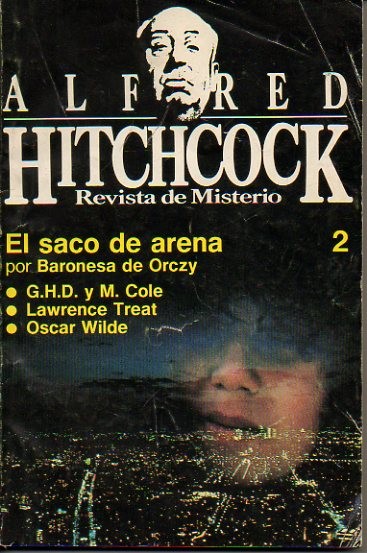 ALFRED
HITCHCOCK
Revista de Misterio
El saco de arena 2
por Baronesa de Orczy
● G.H.D. y M. Cole
● Lawrence Treat
● Oscar Wilde